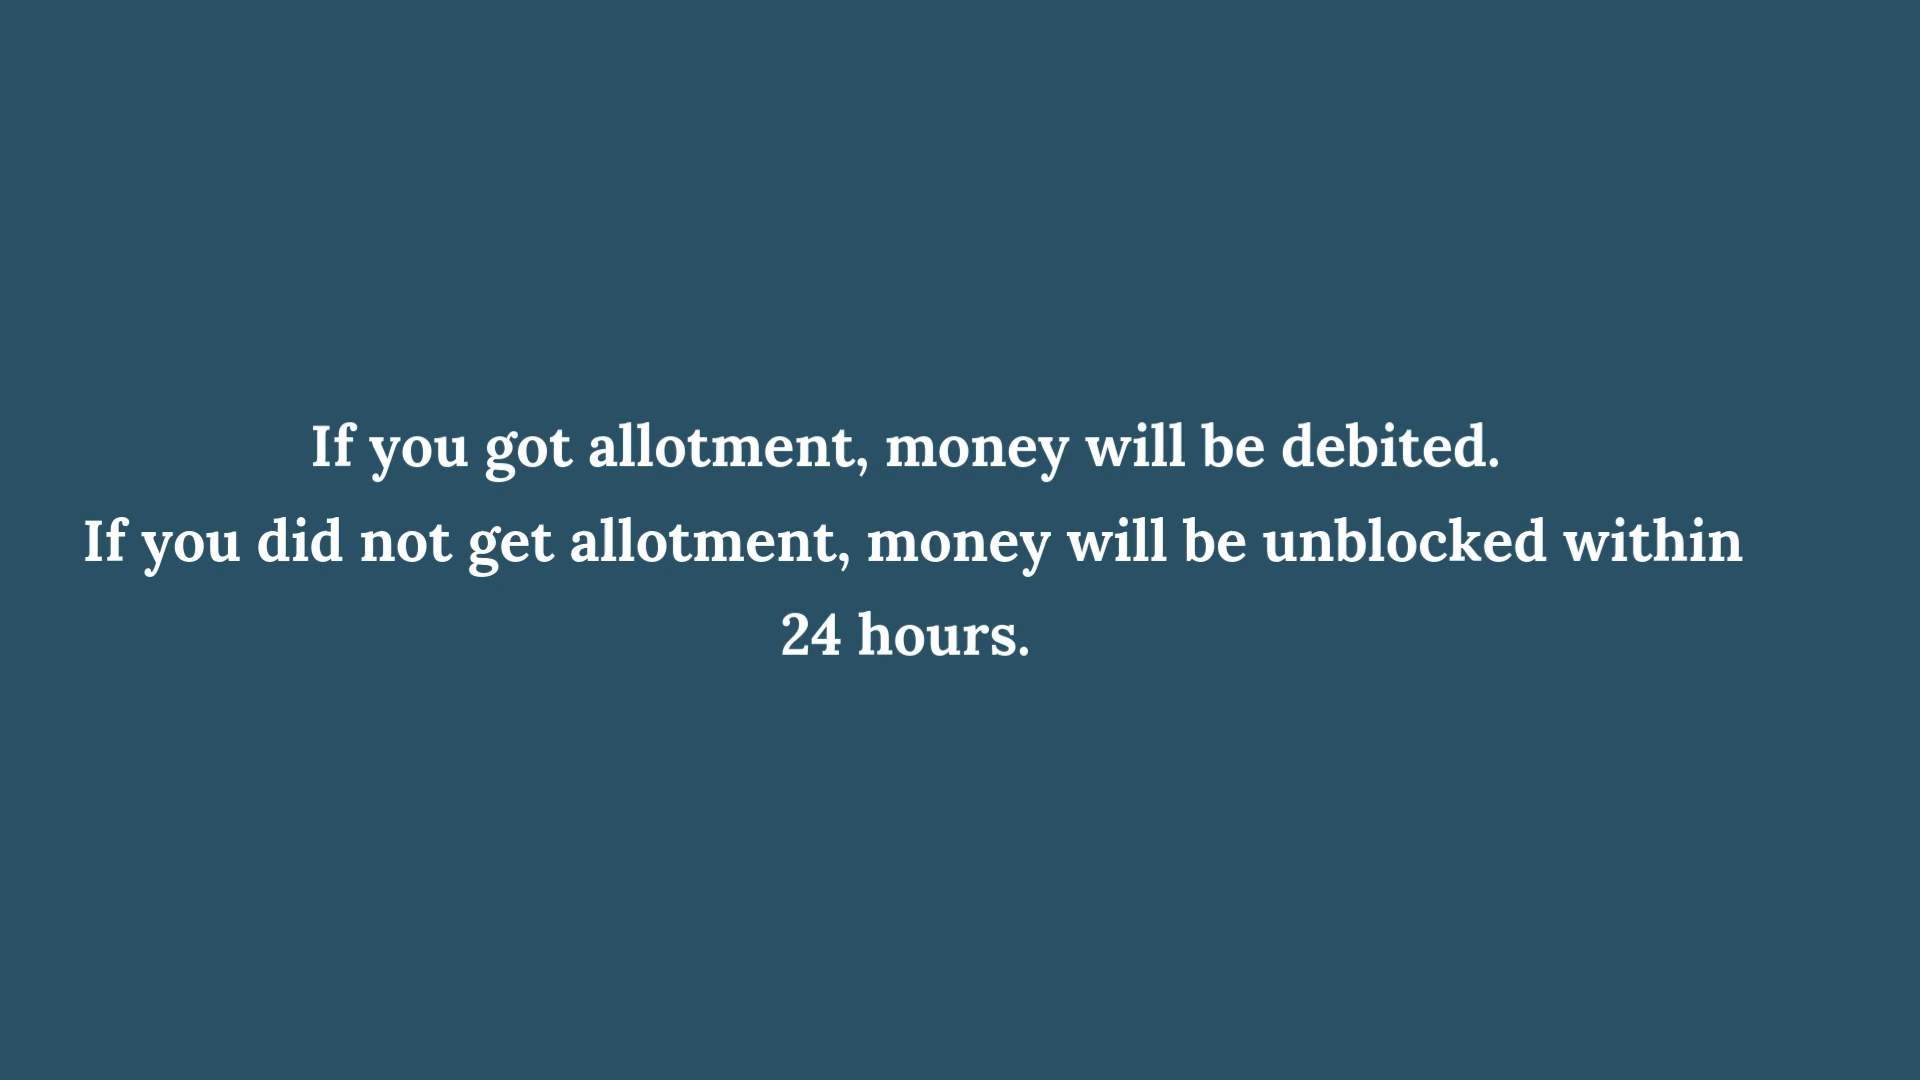 If you got allotment, money will be debited.
If you did not get allotment, money will be unblocked within
24 hours.